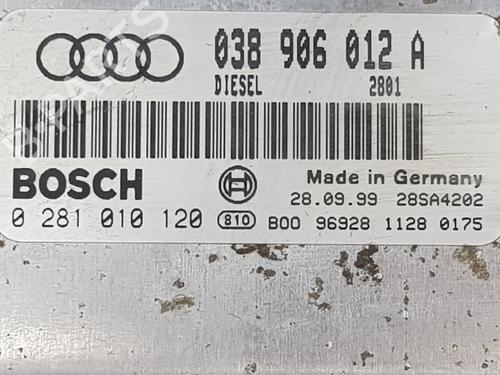 038 906 012 A
DIESEL 2801
BOSCH
Made in Germany
28.09.99 28SA4202
0 281 010 120 810 B00 96928 1128 0175
B-PARTS